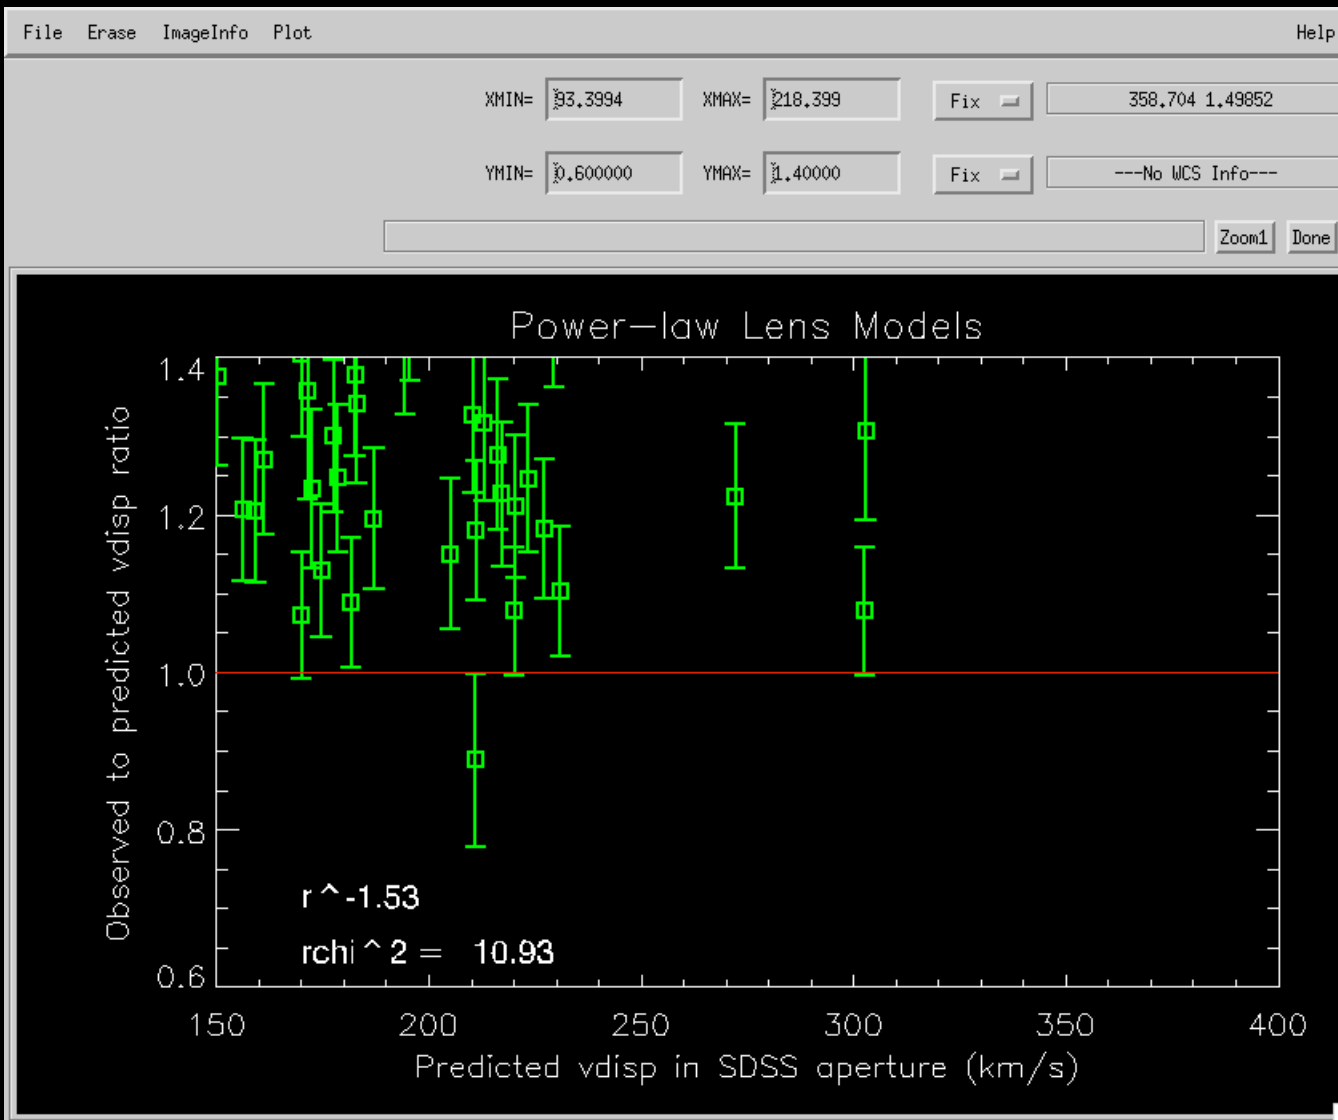 File Erase ImageInfo Plot Help
XMIN= 93.3994 XMAX= 218.399 Fix 358.704 1.49852
YMIN= 0.600000 YMAX= 1.40000 Fix ---No WCS Info---
Zoom1 Done
Power-law Lens Models
Observed to predicted vdisp ratio
1.4
1.2
1.0
0.8
0.6
r^-1.53
rchi^2 = 10.93
150 200 250 300 350 400
Predicted vdisp in SDSS aperture (km/s)